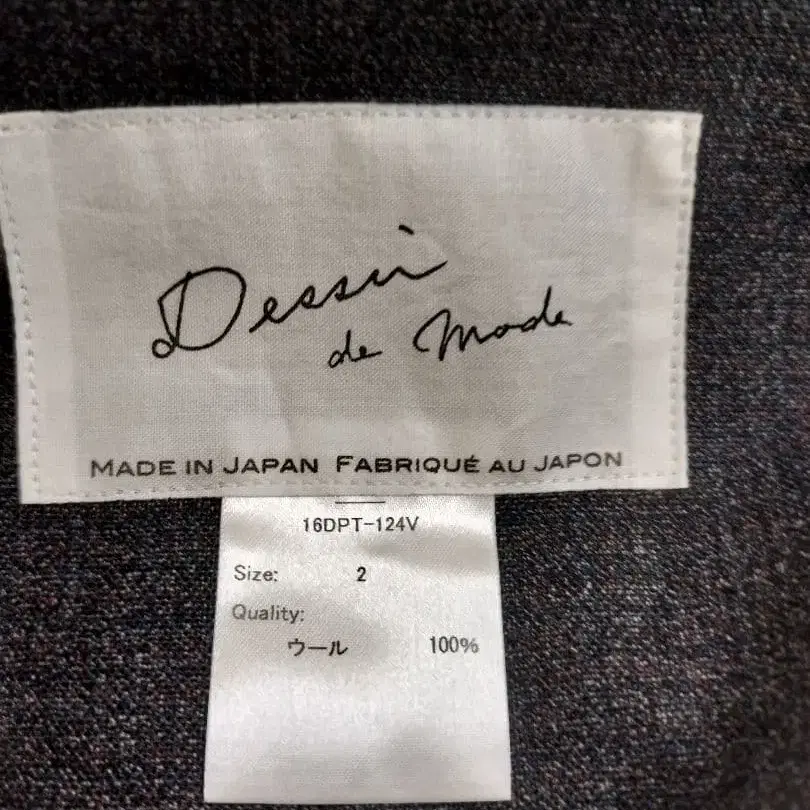 Dessin
de Mode
MADE IN JAPAN FABRIQUÉ AU JAPON
16DPT-124V
Size: 2
Quality:
ウール 100%